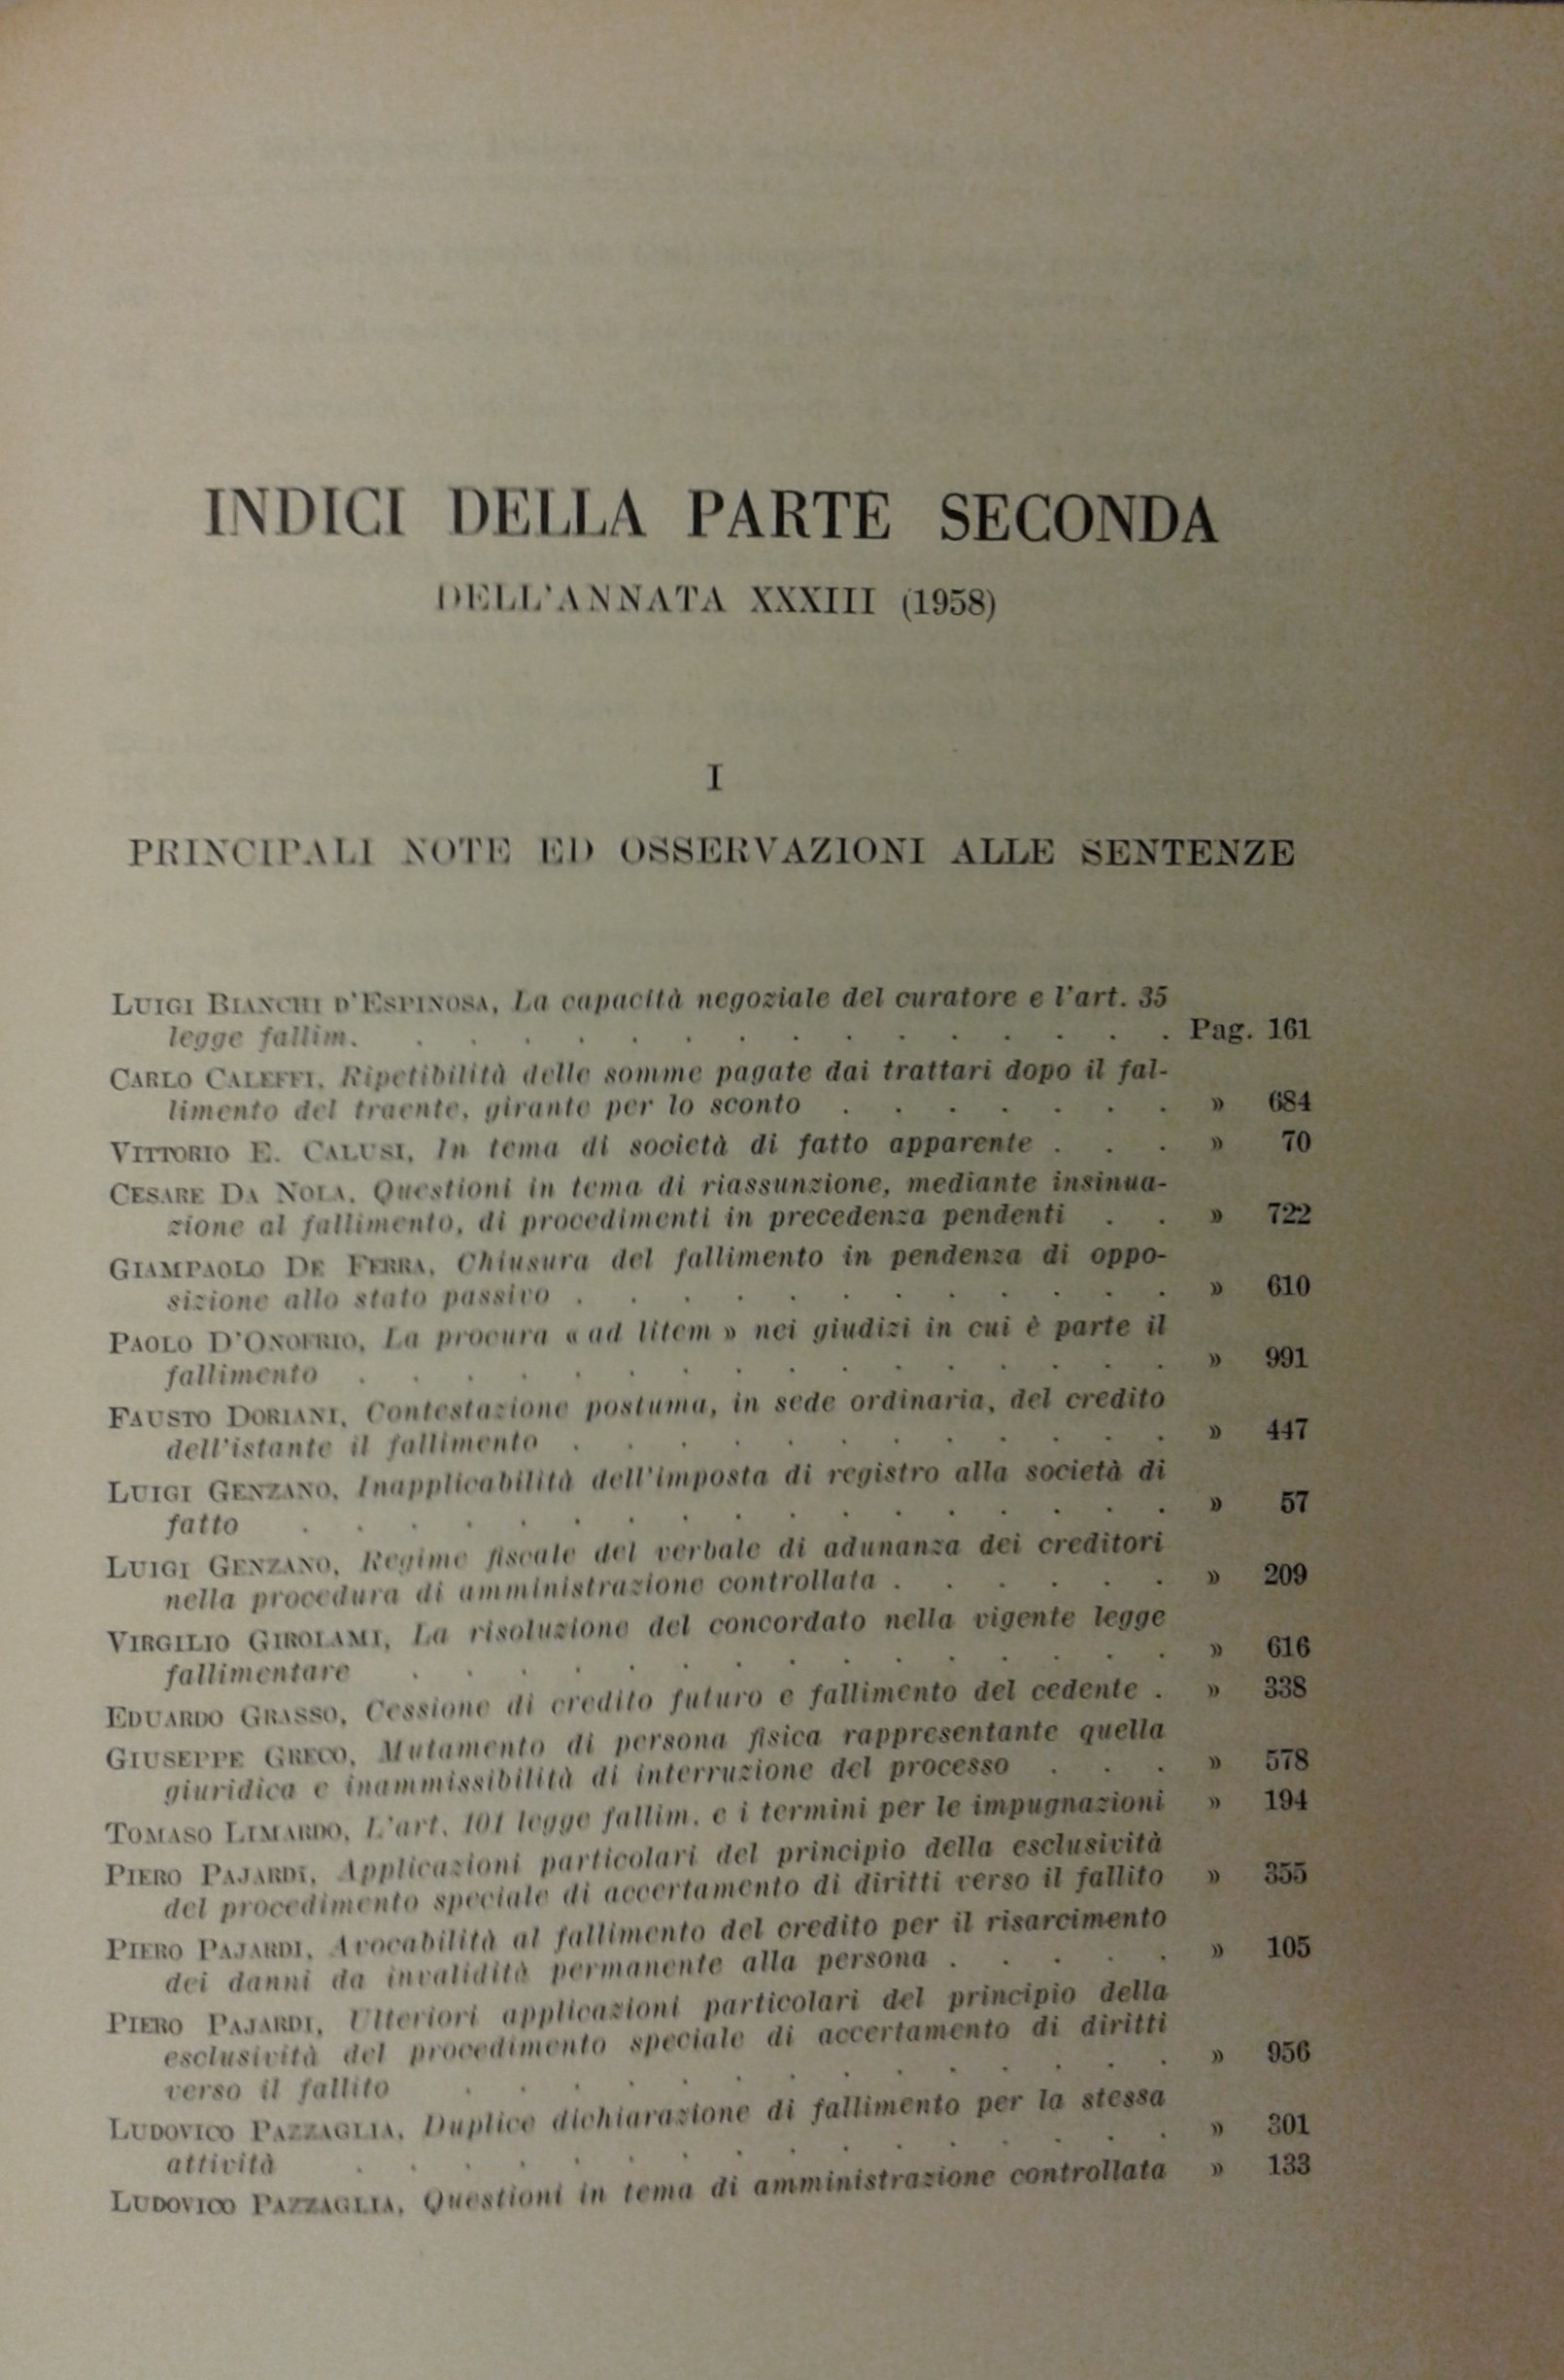 INDICI DELLA PARTE SECONDA
DELL'ANNATA XXXIII (1958)
I
PRINCIPALI NOTE ED OSSERVAZIONI ALLE SENTENZE
LUIGI BIANCHI D'ESPINOSA, La capacità negoziale del curatore e l'art. 35
legge fallim. . . . . . . . . . . . . . . . Pag. 161
CARLO CALEFFI, Ripetibilità delle somme pagate dai trattari dopo il fal-
limento del traente, girante per lo sconto . . . . . . . » 684
VITTORIO E. CALUSI, In tema di società di fatto apparente . . . » 70
CESARE DA NOLA, Questioni in tema di riassunzione, mediante insinua-
zione al fallimento, di procedimenti in precedenza pendenti . . » 722
GIAMPAOLO DE FERRA, Chiusura del fallimento in pendenza di oppo-
sizione allo stato passivo . . . . . . . . . . . . » 610
PAOLO D'ONOFRIO, La procura « ad litem » nei giudizi in cui è parte il
fallimento . . . . . . . . . . . . . . . . » 991
FAUSTO DORIANI, Contestazione postuma, in sede ordinaria, del credito
dell'istante il fallimento . . . . . . . . . . . . » 447
LUIGI GENZANO, Inapplicabilità dell'imposta di registro alla società di
fatto . . . . . . . . . . . . . . . . . » 57
LUIGI GENZANO, Regime fiscale del verbale di adunanza dei creditori
nella procedura di amministrazione controllata . . . . . . » 209
VIRGILIO GIROLAMI, La risoluzione del concordato nella vigente legge
fallimentare . . . . . . . . . . . . . . . » 616
EDUARDO GRASSO, Cessione di credito futuro e fallimento del cedente . » 338
GIUSEPPE GRECO, Mutamento di persona fisica rappresentante quella
giuridica e inammissibilità di interruzione del processo . . . » 578
TOMASO LIMARDO, L'art. 101 legge fallim. e i termini per le impugnazioni » 194
PIERO PAJARDI, Applicazioni particolari del principio della esclusività
del procedimento speciale di accertamento di diritti verso il fallito » 355
PIERO PAJARDI, Avocabilità al fallimento del credito per il risarcimento
dei danni da invalidità permanente alla persona . . . . . » 105
PIERO PAJARDI, Ulteriori applicazioni particolari del principio della
esclusività del procedimento speciale di accertamento di diritti
verso il fallito . . . . . . . . . . . . . . » 956
LUDOVICO PAZZAGLIA, Duplice dichiarazione di fallimento per la stessa
attività . . . . . . . . . . . . . . . . » 301
LUDOVICO PAZZAGLIA, Questioni in tema di amministrazione controllata » 133